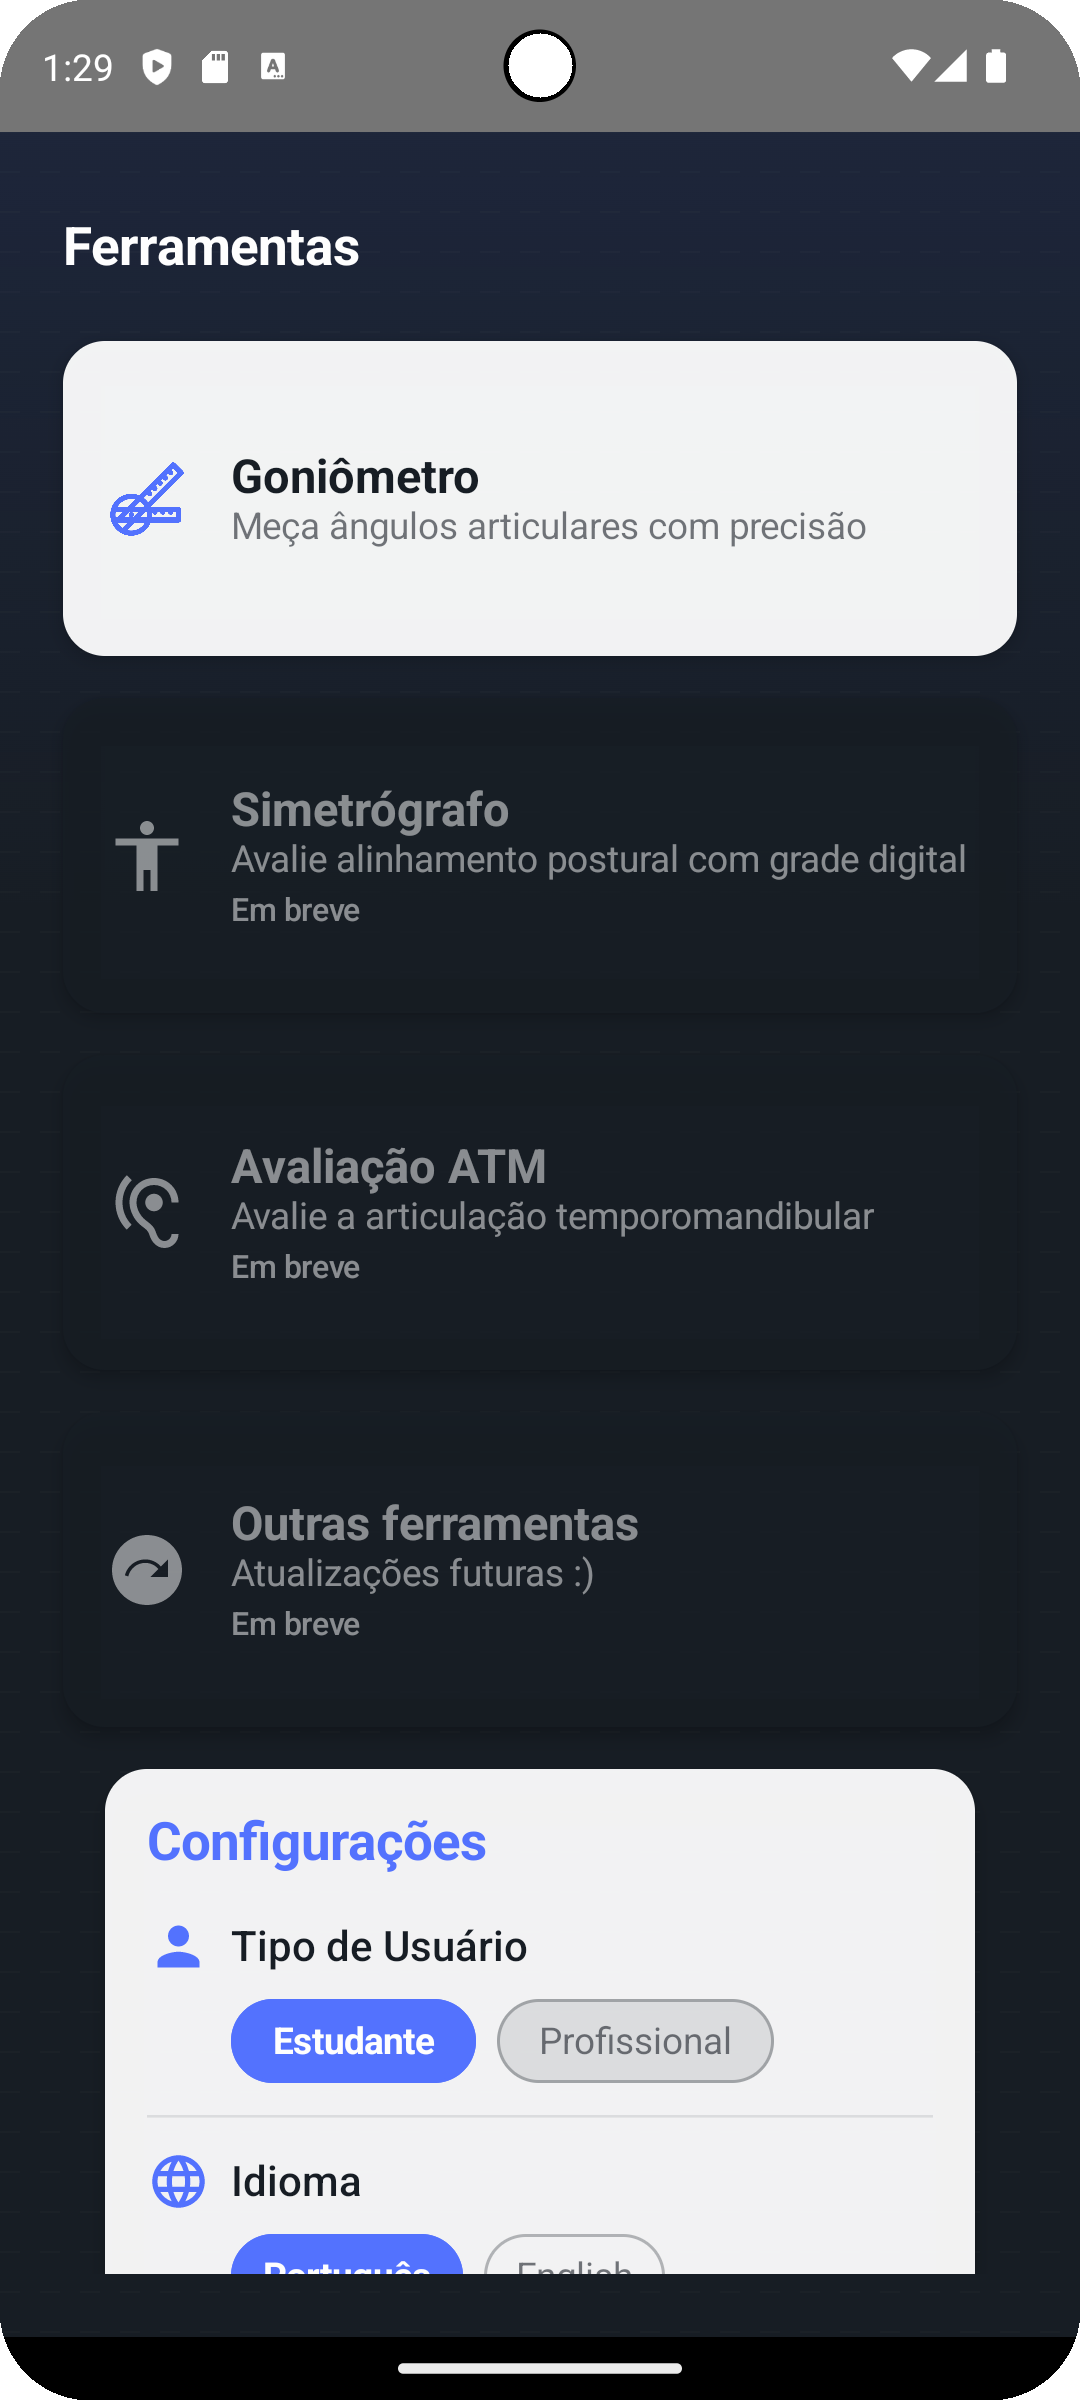 1:29
Ferramentas
Goniômetro
Meça ângulos articulares com precisão
Simetrógrafo
Avalie alinhamento postural com grade digital
Em breve
Avaliação ATM
Avalie a articulação temporomandibular
Em breve
Outras ferramentas
Atualizações futuras :)
Em breve
Configurações
Tipo de Usuário
Estudante Profissional
Idioma
Português English